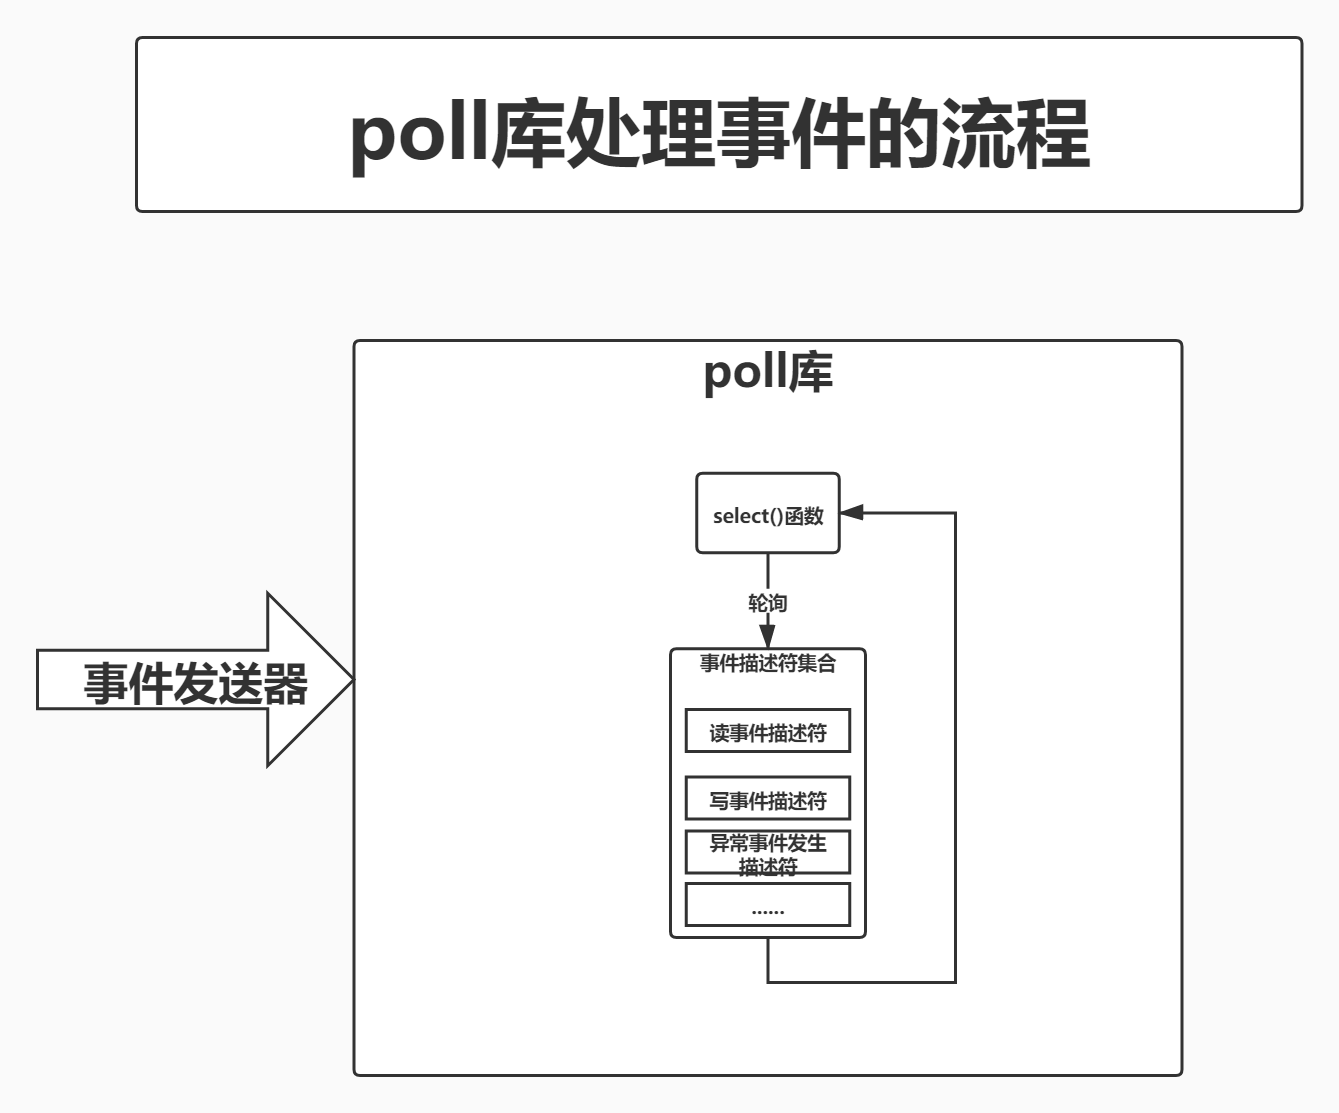 poll库处理事件的流程
poll库
select()函数
轮询
事件发送器
事件描述符集合
读事件描述符
写事件描述符
异常事件发生
描述符
......